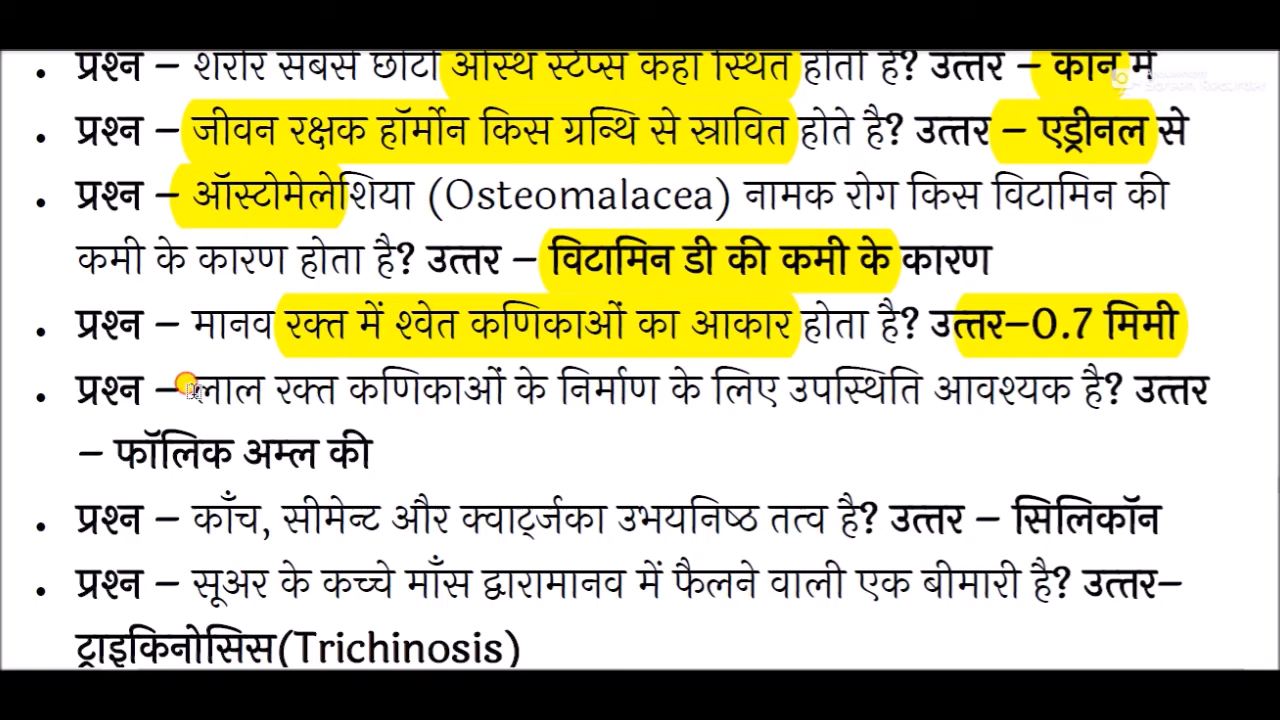 • प्रश्न – शरीर सबसे छोटी अस्थि स्टेप्स कहाँ स्थित होती है? उत्तर – कान में
• प्रश्न – जीवन रक्षक हॉर्मोन किस ग्रन्थि से स्रावित होते है? उत्तर – एड्रीनल से
• प्रश्न – ऑस्टोमेलेशिया (Osteomalacea) नामक रोग किस विटामिन की
कमी के कारण होता है? उत्तर – विटामिन डी की कमी के कारण
• प्रश्न – मानव रक्त में श्वेत कणिकाओं का आकार होता है? उत्तर–0.7 मिमी
• प्रश्न – लाल रक्त कणिकाओं के निर्माण के लिए उपस्थिति आवश्यक है? उत्तर
– फॉलिक अम्ल की
• प्रश्न – काँच, सीमेन्ट और क्वार्ट्जका उभयनिष्ठ तत्व है? उत्तर – सिलिकॉन
• प्रश्न – सूअर के कच्चे माँस द्वारामानव में फैलने वाली एक बीमारी है? उत्तर–
ट्राइकिनोसिस(Trichinosis)